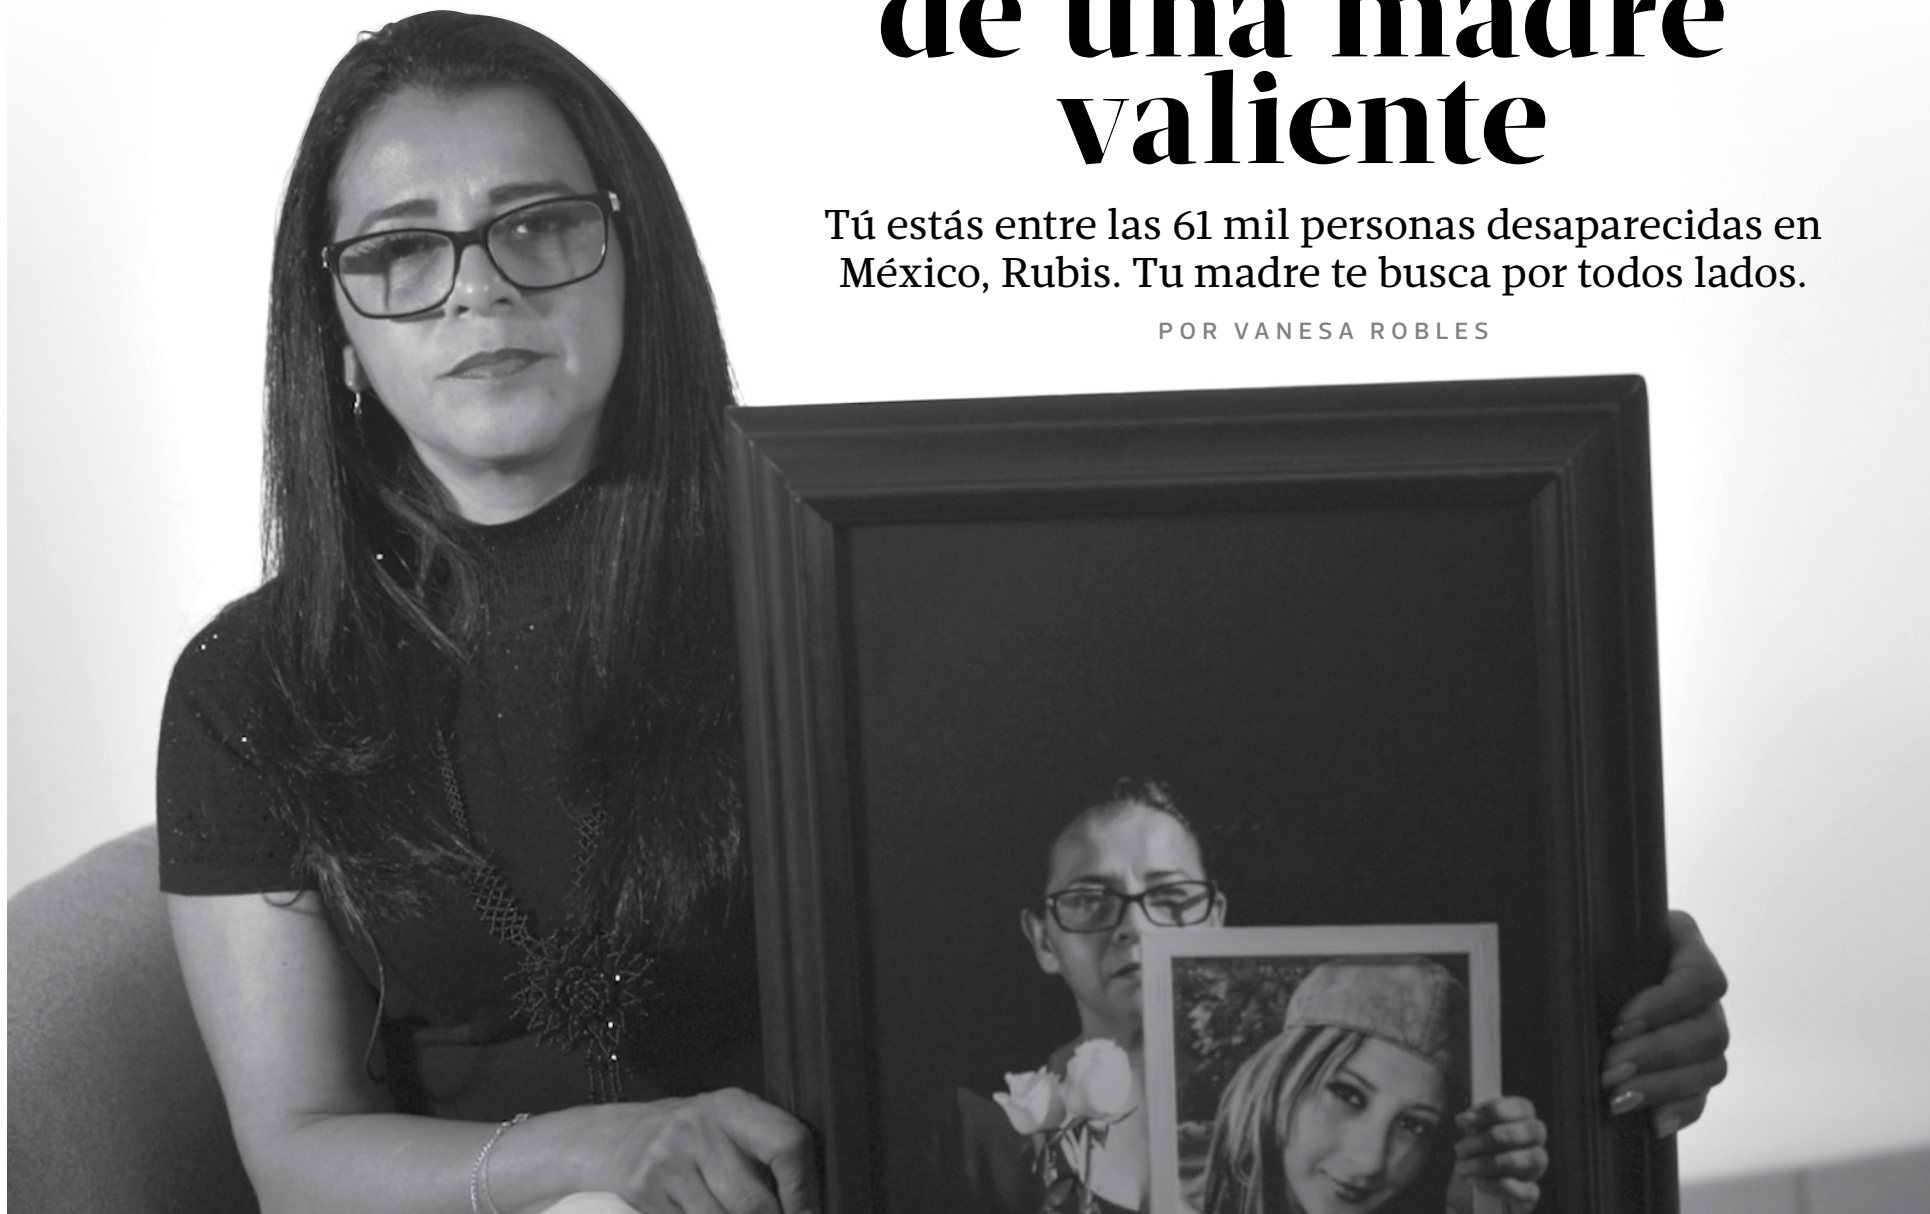 de una madre
valiente
Tú estás entre las 61 mil personas desaparecidas en
México, Rubis. Tu madre te busca por todos lados.
POR VANESA ROBLES